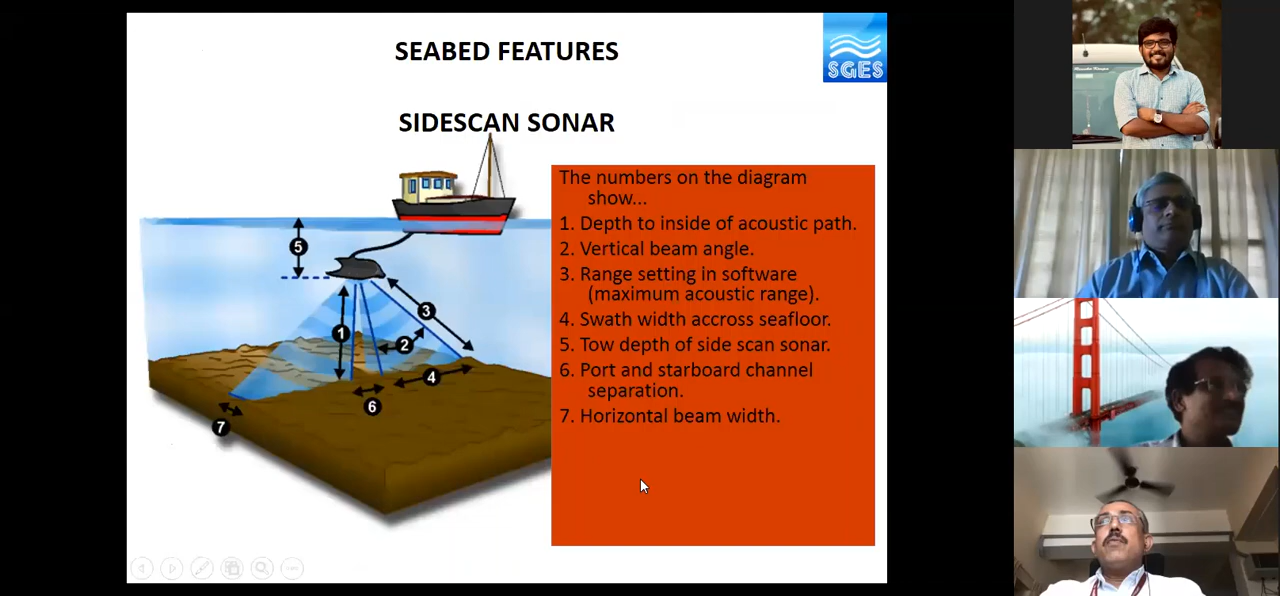 SEABED FEATURES
SGES
SIDESCAN SONAR
The numbers on the diagram
show...
1. Depth to inside of acoustic path.
2. Vertical beam angle.
3. Range setting in software
(maximum acoustic range).
4. Swath width accross seafloor.
5. Tow depth of side scan sonar.
6. Port and starboard channel
separation.
7. Horizontal beam width.
5
3
1
2
4
6
7